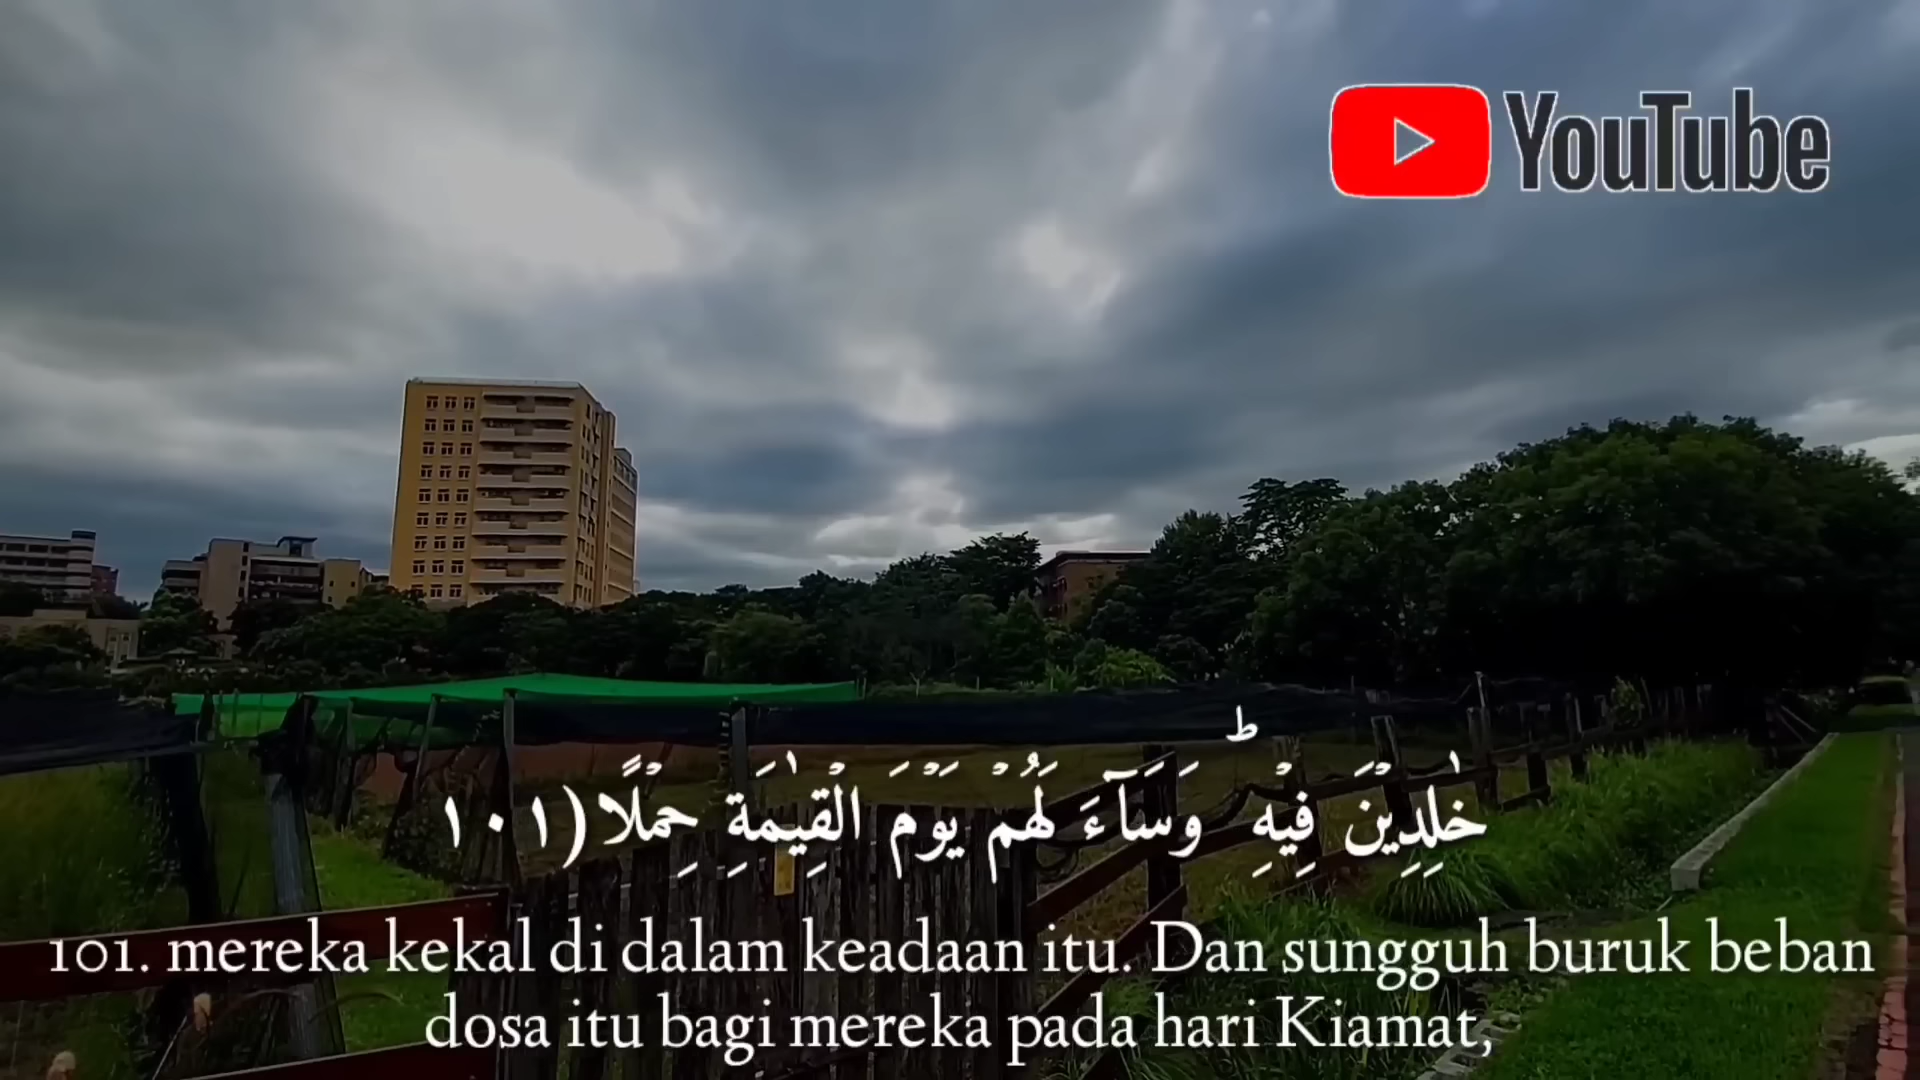 YouTube
خٰلِدِيْنَ فِيْهِ ۗ وَسَاۤءَ لَهُمْ يَوْمَ الْقِيٰمَةِ حِمْلًا (١٠١
101. mereka kekal di dalam keadaan itu. Dan sungguh buruk beban
dosa itu bagi mereka pada hari Kiamat,